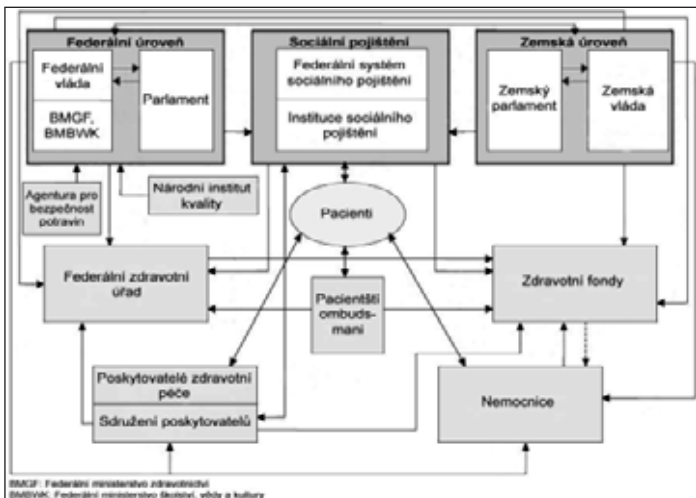 Federální úroveň
Sociální pojištění
Zemská úroveň
Federální
vláda
Parlament
BMGF,
BMBWK
Federální systém
sociálního pojištění
Instituce sociálního
pojištění
Zemský
parlament
Zemská
vláda
Agentura pro
bezpečnost
potravin
Národní institut
kvality
Pacienti
Federální zdravotní
úřad
Pacientští
ombuds-
mani
Zdravotní fondy
Poskytovatelé zdravotní
péče
Sdružení poskytovatelů
Nemocnice
BMGF: Federální ministerstvo zdravotnictví
BMBWK: Federální ministerstvo školství, vědy a kultury